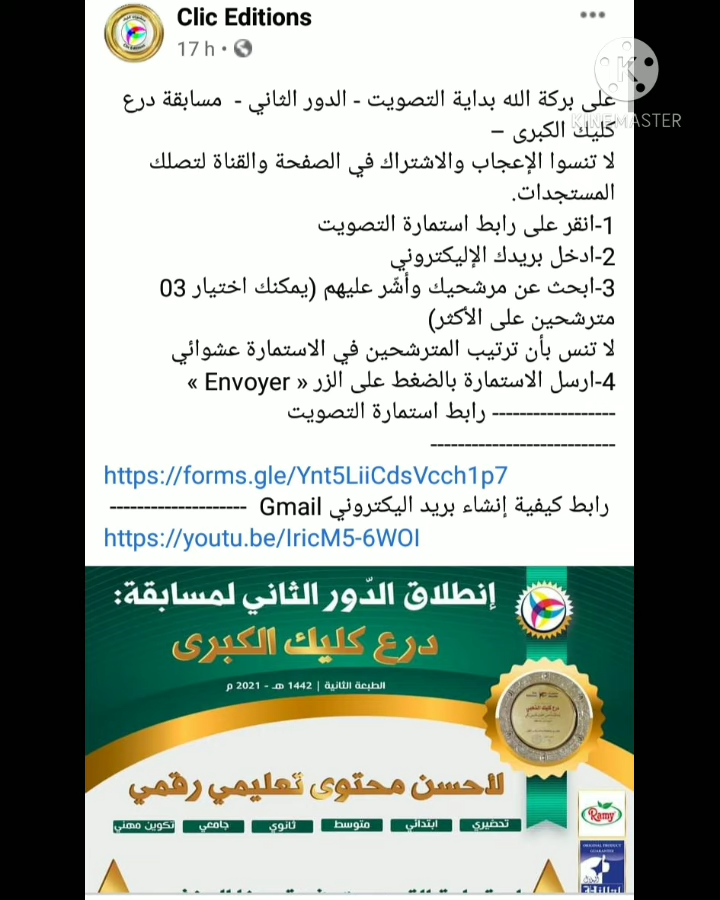 Clic Editions
17 h
KINEMASTER
على بركة الله بداية التصويت - الدور الثاني - مسابقة درع
كليك الكبرى –
لا تنسوا الإعجاب والاشتراك في الصفحة والقناة لتصلك
المستجدات.
1-انقر على رابط استمارة التصويت
2-ادخل بريدك الإليكتروني
3-ابحث عن مرشحيك وأشّر عليهم (يمكنك اختيار 03
مترشحين على الأكثر)
لا تنس بأن ترتيب المترشحين في الاستمارة عشوائي
4-ارسل الاستمارة بالضغط على الزر « Envoyer »
------------------ رابط استمارة التصويت
---------------------------
https://forms.gle/Ynt5LiiCdsVcch1p7
رابط كيفية إنشاء بريد اليكتروني Gmail --------------------
https://youtu.be/IricM5-6WOI
إنطلاق الدّور الثاني لمسابقة:
درع كليك الكبرى
الطبعة الثانية | 1442 هـ - 2021 م
لأحسن محتوى تعليمي رقمي
تحضيري ابتدائي متوسط ثانوي جامعي تكوين مهني
Ramy
ORIGINAL PRODUCT
GUARANTEE